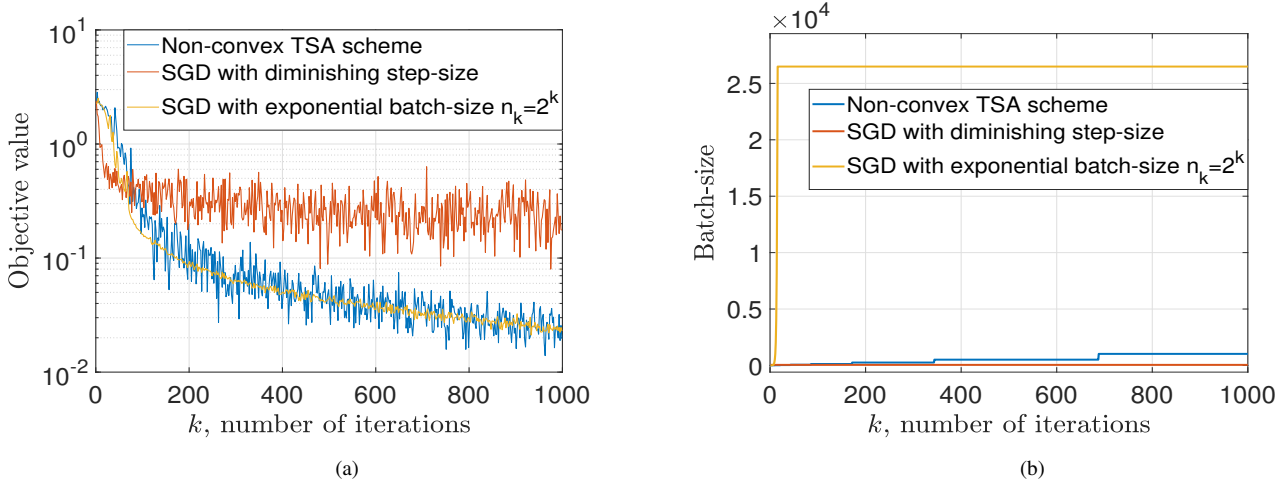 10^1
10^0
10^-1
10^-2
Objective value
Non-convex TSA scheme
SGD with diminishing step-size
SGD with exponential batch-size n_k=2^k
0 200 400 600 800 1000
k, number of iterations
(a)
×10^4
2.5
2
1.5
1
0.5
0
Batch-size
Non-convex TSA scheme
SGD with diminishing step-size
SGD with exponential batch-size n_k=2^k
0 200 400 600 800 1000
k, number of iterations
(b)